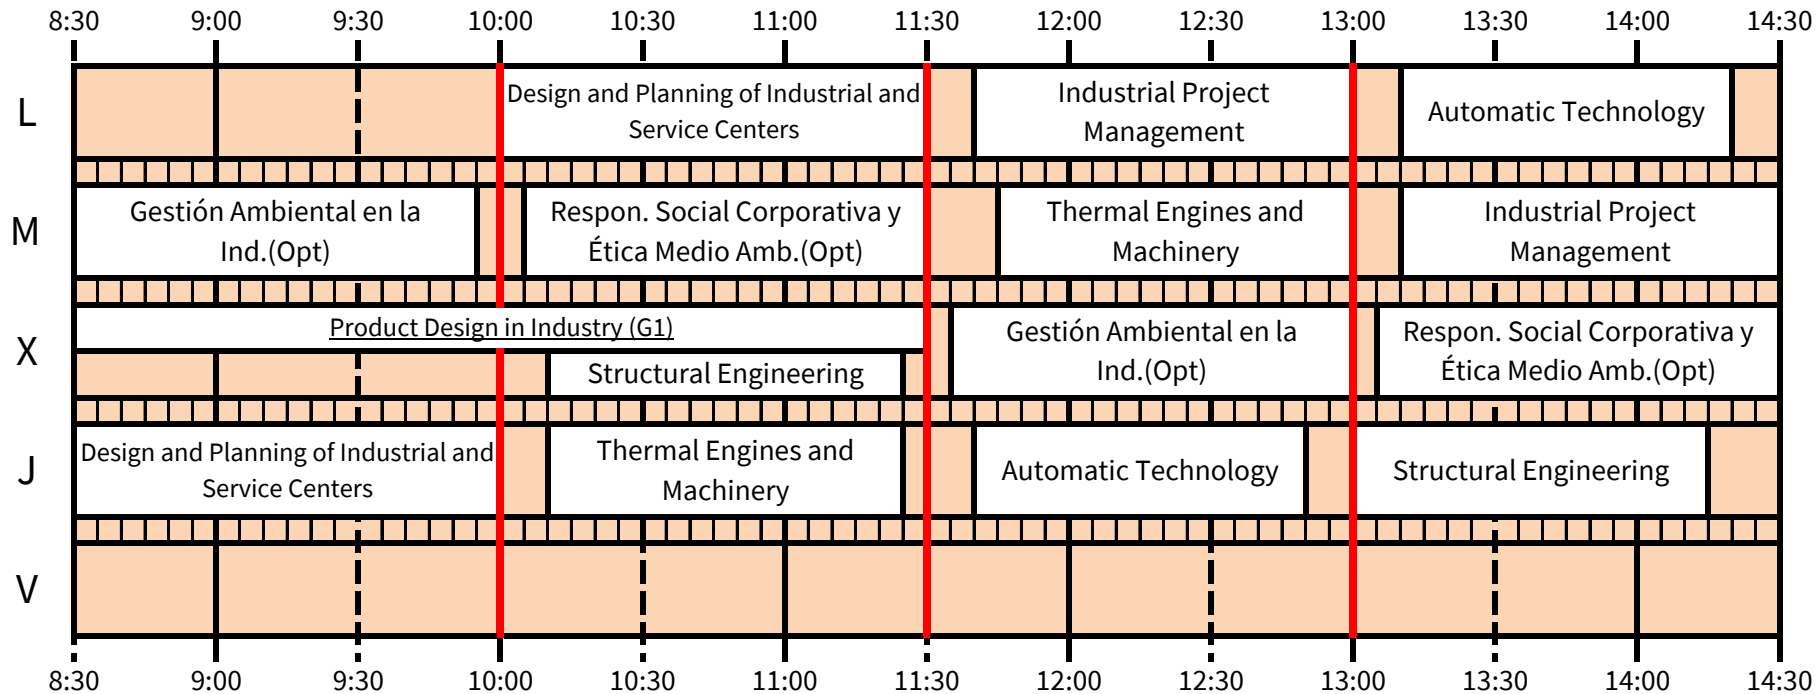 8:30 9:00 9:30 10:00 10:30 11:00 11:30 12:00 12:30 13:00 13:30 14:00 14:30
L
Design and Planning of Industrial and
Service Centers
Industrial Project
Management
Automatic Technology
M
Gestión Ambiental en la
Ind.(Opt)
Respon. Social Corporativa y
Ética Medio Amb.(Opt)
Thermal Engines and
Machinery
Industrial Project
Management
X
Product Design in Industry (G1)
Structural Engineering
Gestión Ambiental en la
Ind.(Opt)
Respon. Social Corporativa y
Ética Medio Amb.(Opt)
J
Design and Planning of Industrial and
Service Centers
Thermal Engines and
Machinery
Automatic Technology
Structural Engineering
V
8:30 9:00 9:30 10:00 10:30 11:00 11:30 12:00 12:30 13:00 13:30 14:00 14:30